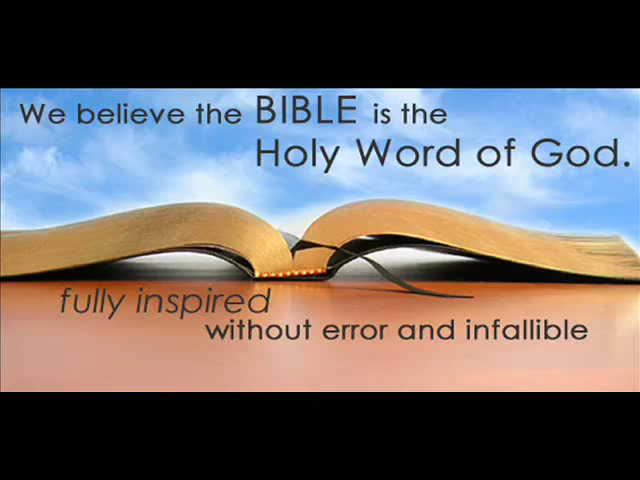 We believe the BIBLE is the
Holy Word of God.
fully inspired
without error and infallible